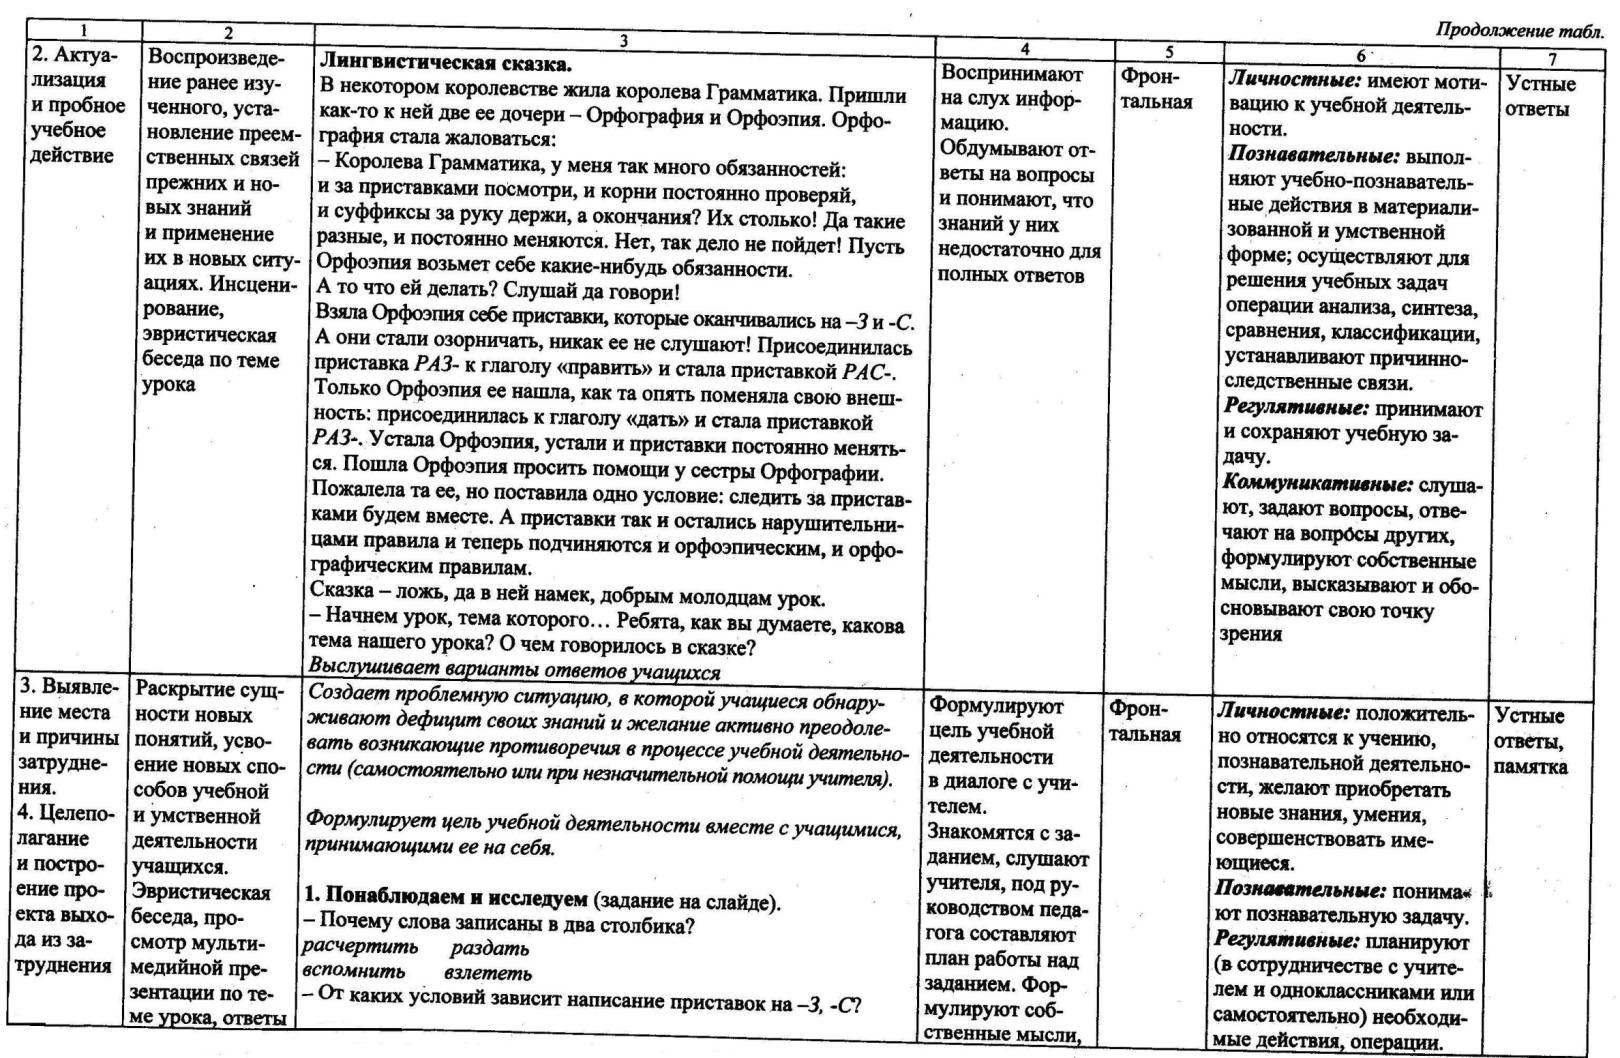 Продолжение табл.
1
2
3
4
5
6
7
2. Актуа-
лизация
и пробное
учебное
действие
Воспроизведе-
ние ранее изу-
ченного, уста-
новление преем-
ственных связей
прежних и но-
вых знаний
и применение
их в новых ситу-
ациях. Инсцени-
рование,
эвристическая
беседа по теме
урока
Лингвистическая сказка.
В некотором королевстве жила королева Грамматика. Пришли
как-то к ней две ее дочери – Орфография и Орфоэпия. Орфо-
графия стала жаловаться:
– Королева Грамматика, у меня так много обязанностей:
и за приставками посмотри, и корни постоянно проверяй,
и суффиксы за руку держи, а окончания? Их столько! Да такие
разные, и постоянно меняются. Нет, так дело не пойдет! Пусть
Орфоэпия возьмет себе какие-нибудь обязанности.
А то что ей делать? Слушай да говори!
Взяла Орфоэпия себе приставки, которые оканчивались на –З и -С.
А они стали озорничать, никак ее не слушают! Присоединилась
приставка РАЗ- к глаголу «править» и стала приставкой РАС-.
Только Орфоэпия ее нашла, как та опять поменяла свою внеш-
ность: присоединилась к глаголу «дать» и стала приставкой
РАЗ-. Устала Орфоэпия, устали и приставки постоянно менять-
ся. Пошла Орфоэпия просить помощи у сестры Орфографии.
Пожалела та ее, но поставила одно условие: следить за пристав-
ками будем вместе. А приставки так и остались нарушительни-
цами правила и теперь подчиняются и орфоэпическим, и орфо-
графическим правилам.
Сказка – ложь, да в ней намек, добрым молодцам урок.
– Начнем урок, тема которого… Ребята, как вы думаете, какова
тема нашего урока? О чем говорилось в сказке?
Выслушивает варианты ответов учащихся
Воспринимают
на слух инфор-
мацию.
Обдумывают от-
веты на вопросы
и понимают, что
знаний у них
недостаточно для
полных ответов
Фрон-
тальная
Личностные: имеют моти-
вацию к учебной деятель-
ности.
Познавательные: выпол-
няют учебно-познаватель-
ные действия в материали-
зованной и умственной
форме; осуществляют для
решения учебных задач
операции анализа, синтеза,
сравнения, классификации,
устанавливают причинно-
следственные связи.
Регулятивные: принимают
и сохраняют учебную за-
дачу.
Коммуникативные: слуша-
ют, задают вопросы, отве-
чают на вопросы других,
формулируют собственные
мысли, высказывают и обо-
сновывают свою точку
зрения
Устные
ответы
3. Выявле-
ние места
и причины
затрудне-
ния.
4. Целепо-
лагание
и постро-
ение про-
екта выхо-
да из за-
труднения
Раскрытие сущ-
ности новых
понятий, усво-
ение новых спо-
собов учебной
и умственной
деятельности
учащихся.
Эвристическая
беседа, про-
смотр мульти-
медийной пре-
зентации по те-
ме урока, ответы
Создает проблемную ситуацию, в которой учащиеся обнару-
живают дефицит своих знаний и желание активно преодоле-
вать возникающие противоречия в процессе учебной деятельно-
сти (самостоятельно или при незначительной помощи учителя).
Формулирует цель учебной деятельности вместе с учащимися,
принимающими ее на себя.
1. Понаблюдаем и исследуем (задание на слайде).
– Почему слова записаны в два столбика?
расчертить раздать
вспомнить взлететь
– От каких условий зависит написание приставок на –З, -С?
Формулируют
цель учебной
деятельности
в диалоге с учи-
телем.
Знакомятся с за-
данием, слушают
учителя, под ру-
ководством педа-
гога составляют
план работы над
заданием. Фор-
мулируют соб-
ственные мысли,
Фрон-
тальная
Личностные: положитель-
но относятся к учению,
познавательной деятельно-
сти, желают приобретать
новые знания, умения,
совершенствовать име-
ющиеся.
Познавательные: понима-
ют познавательную задачу.
Регулятивные: планируют
(в сотрудничестве с учите-
лем и одноклассниками или
самостоятельно) необходи-
мые действия, операции.
Устные
ответы,
памятка